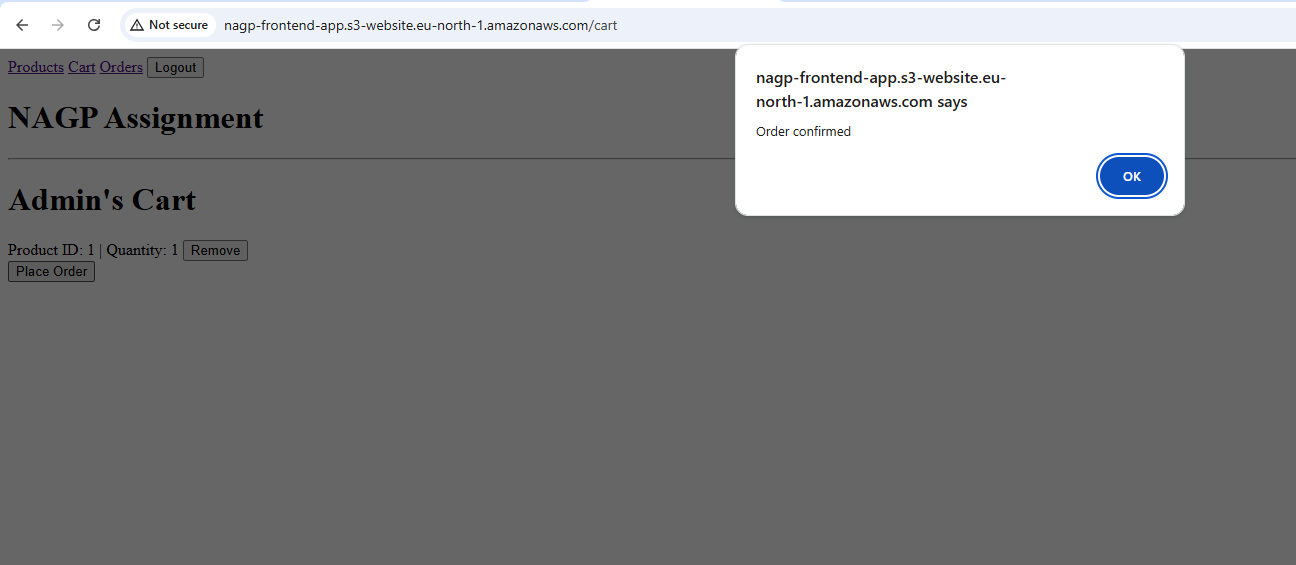 Not secure nagp-frontend-app.s3-website.eu-north-1.amazonaws.com/cart
Products Cart Orders Logout
NAGP Assignment
Admin's Cart
Product ID: 1 | Quantity: 1 Remove
Place Order
nagp-frontend-app.s3-website.eu-
north-1.amazonaws.com says
Order confirmed
OK